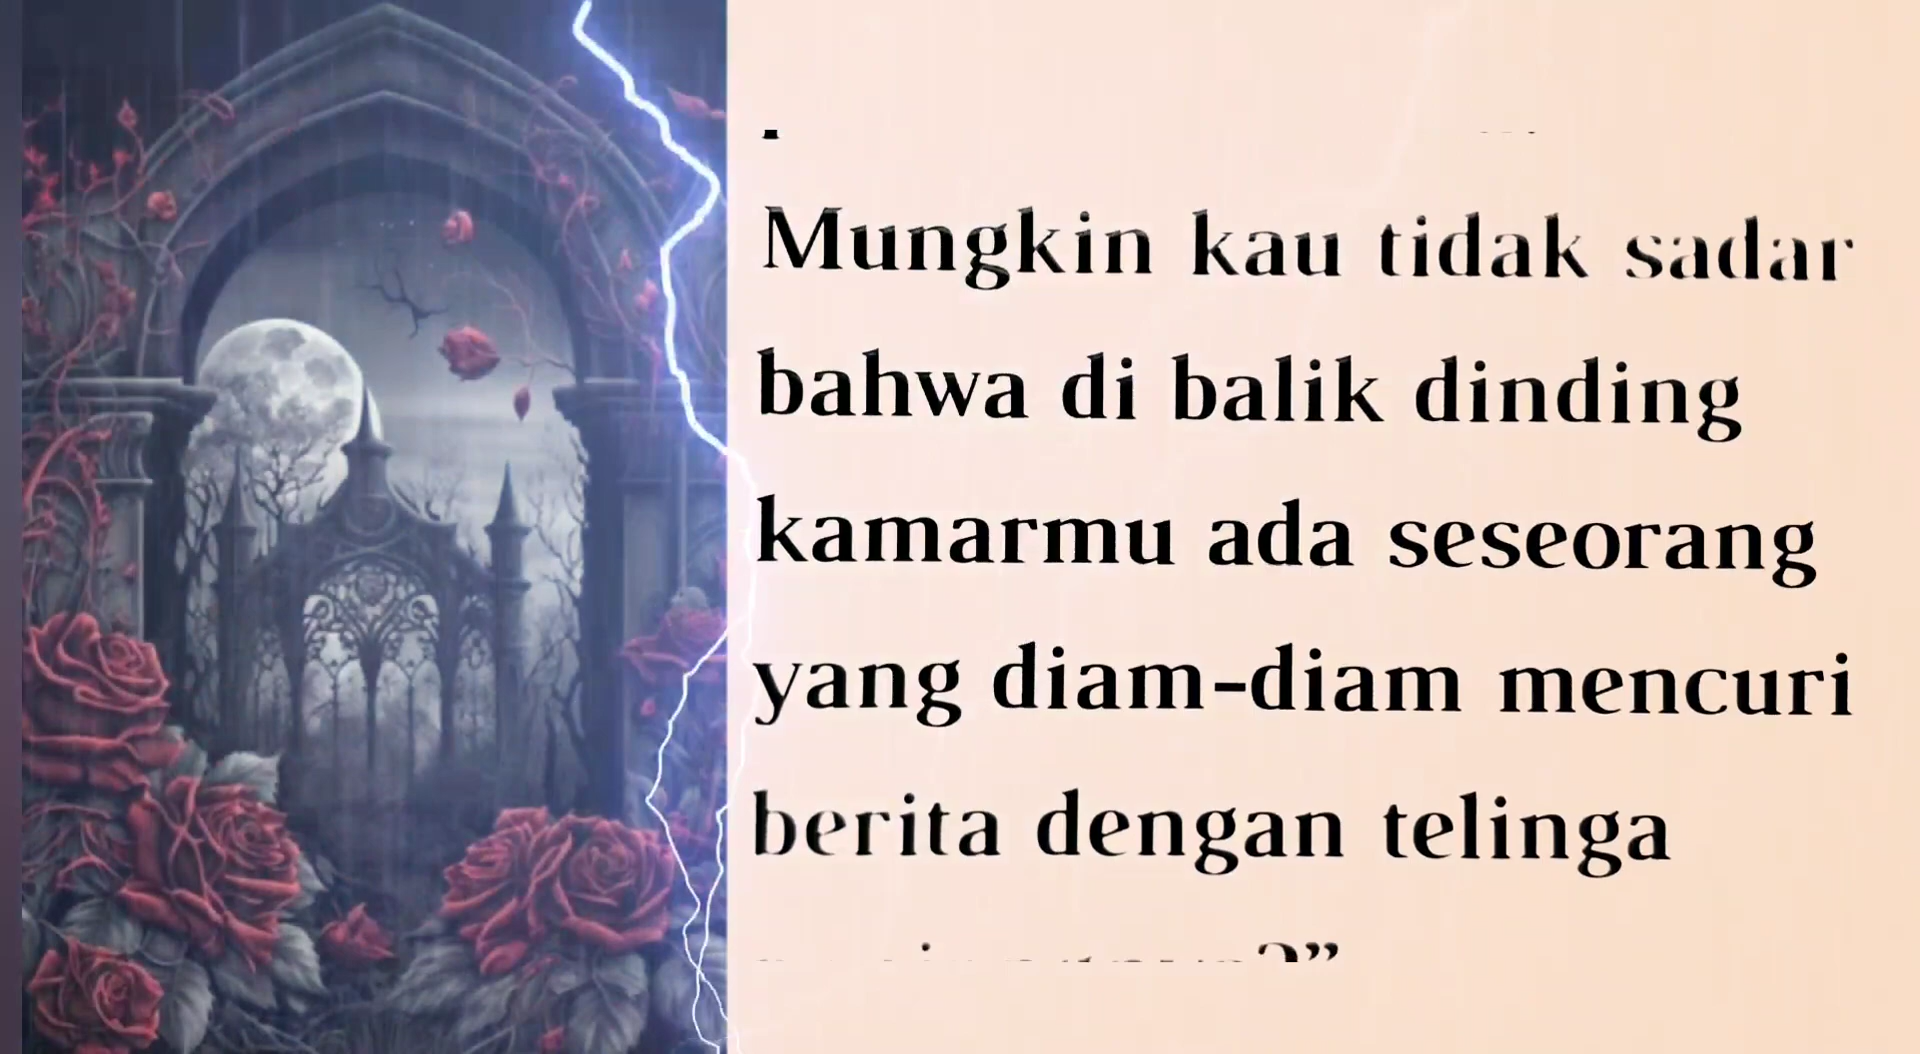 Mungkin kau tidak sadar
bahwa di balik dinding
kamarmu ada seseorang
yang diam-diam mencuri
berita dengan telinga